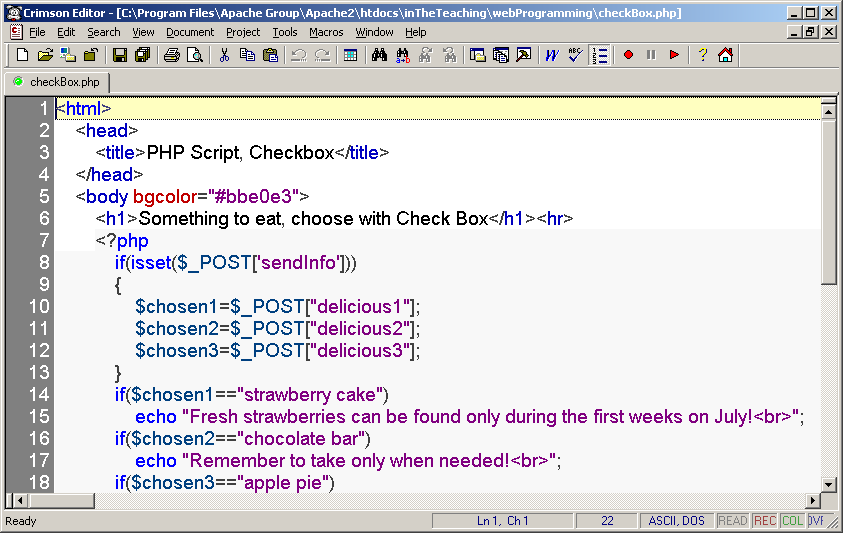 Crimson Editor - [C:\Program Files\Apache Group\Apache2\htdocs\inTheTeaching\webProgramming\checkBox.php]
File Edit Search View Document Project Tools Macros Window Help
checkBox.php
1 <html>
2 <head>
3 <title>PHP Script, Checkbox</title>
4 </head>
5 <body bgcolor="#bbe0e3">
6 <h1>Something to eat, choose with Check Box</h1><hr>
7 <?php
8 if(isset($_POST['sendInfo']))
9 {
10 $chosen1=$_POST["delicious1"];
11 $chosen2=$_POST["delicious2"];
12 $chosen3=$_POST["delicious3"];
13 }
14 if($chosen1=="strawberry cake")
15 echo "Fresh strawberries can be found only during the first weeks on July!<br>";
16 if($chosen2=="chocolate bar")
17 echo "Remember to take only when needed!<br>";
18 if($chosen3=="apple pie")
Ready Ln 1, Ch 1 22 ASCII, DOS READ REC COL OVR